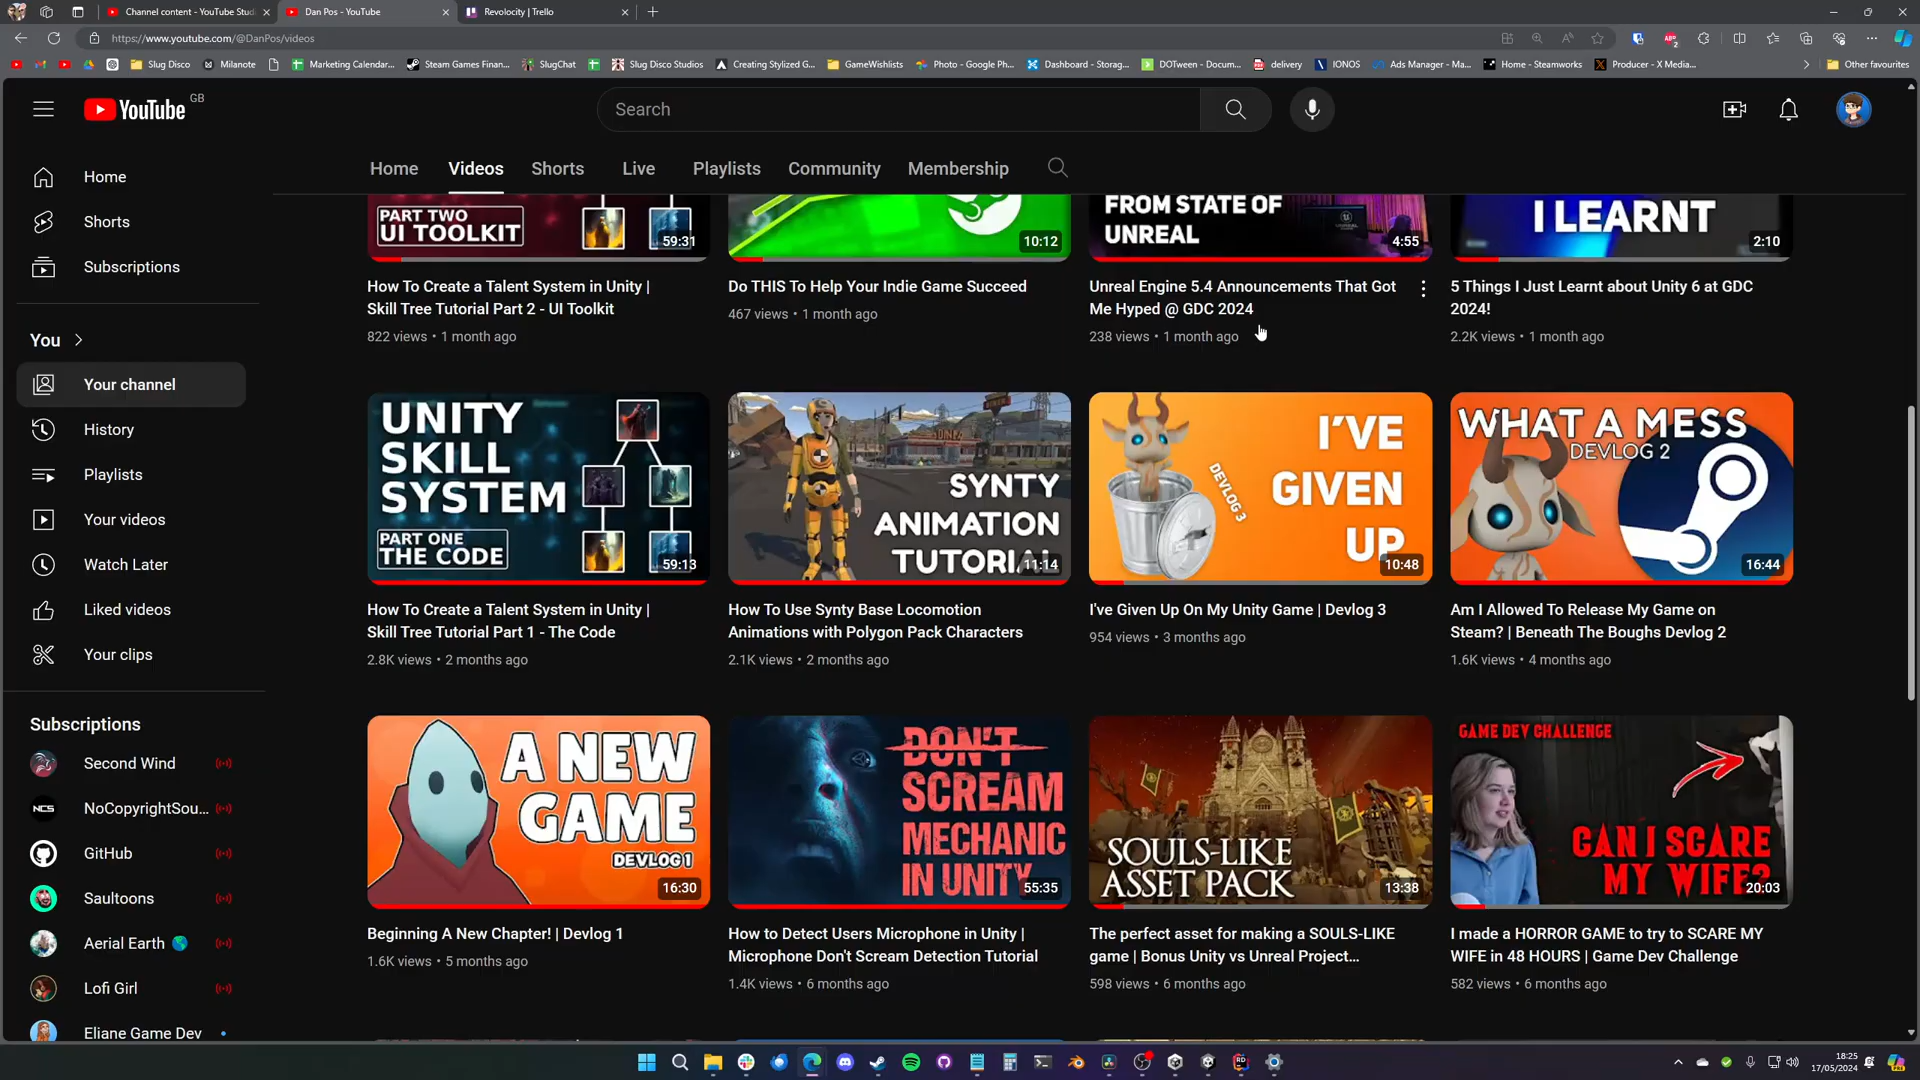 Channel content - YouTube Studi
Dan Pos - YouTube
Revolocity | Trello
https://www.youtube.com/@DanPos/videos
Slug Disco
Milanote
Marketing Calendar...
Steam Games Finan...
SlugChat
Slug Disco Studios
Creating Stylized G...
GameWishlists
Photo - Google Ph...
Dashboard - Storag...
DOTween - Docum...
delivery
IONOS
Ads Manager - Ma...
Home - Steamworks
Producer - X Media...
Other favourites
YouTube GB
Search
Home
Videos
Shorts
Live
Playlists
Community
Membership
Home
Shorts
Subscriptions
You
Your channel
History
Playlists
Your videos
Watch Later
Liked videos
Your clips
Subscriptions
Second Wind
NCS
NoCopyrightSou...
GitHub
Saultoons
Aerial Earth
Lofi Girl
Eliane Game Dev
PART TWO
UI TOOLKIT
59:31
How To Create a Talent System in Unity |
Skill Tree Tutorial Part 2 - UI Toolkit
822 views • 1 month ago
10:12
Do THIS To Help Your Indie Game Succeed
467 views • 1 month ago
FROM STATE OF
UNREAL
4:55
Unreal Engine 5.4 Announcements That Got
Me Hyped @ GDC 2024
238 views • 1 month ago
I LEARNT
2:10
5 Things I Just Learnt about Unity 6 at GDC
2024!
2.2K views • 1 month ago
UNITY
SKILL
SYSTEM
PART ONE
THE CODE
59:13
How To Create a Talent System in Unity |
Skill Tree Tutorial Part 1 - The Code
2.8K views • 2 months ago
SYNTY
ANIMATION
TUTORIAL
11:14
How To Use Synty Base Locomotion
Animations with Polygon Pack Characters
2.1K views • 2 months ago
I'VE
GIVEN
UP
DEVLOG 3
10:48
I've Given Up On My Unity Game | Devlog 3
954 views • 3 months ago
WHAT A MESS
DEVLOG 2
16:44
Am I Allowed To Release My Game on
Steam? | Beneath The Boughs Devlog 2
1.6K views • 4 months ago
A NEW
GAME
DEVLOG 1
16:30
Beginning A New Chapter! | Devlog 1
1.6K views • 5 months ago
DON'T
SCREAM
MECHANIC
IN UNITY
55:35
How to Detect Users Microphone in Unity |
Microphone Don't Scream Detection Tutorial
1.4K views • 6 months ago
SOULS-LIKE
ASSET PACK
13:38
The perfect asset for making a SOULS-LIKE
game | Bonus Unity vs Unreal Project...
598 views • 6 months ago
GAME DEV CHALLENGE
CAN I SCARE
MY WIFE?
20:03
I made a HORROR GAME to try to SCARE MY
WIFE in 48 HOURS | Game Dev Challenge
582 views • 6 months ago
18:25
17/05/2024